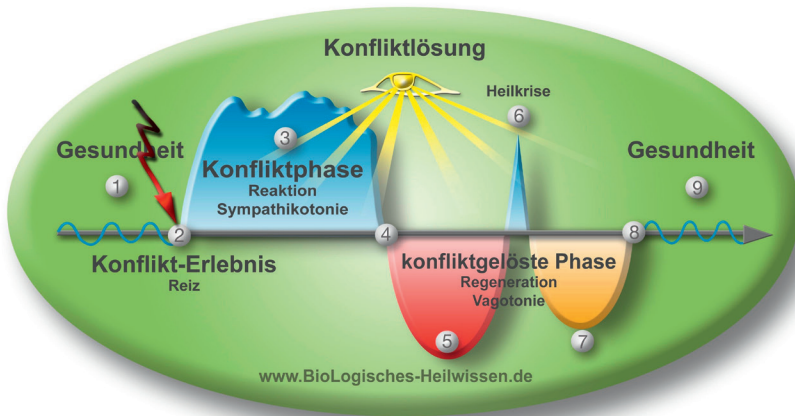 Konfliktlösung
Heilkrise
6
Gesundheit
1
3
Konfliktphase
Reaktion
Sympathikotonie
Gesundheit
9
2
4
8
Konflikt-Erlebnis
Reiz
konfliktgelöste Phase
Regeneration
Vagotonie
5
7
www.BioLogisches-Heilwissen.de